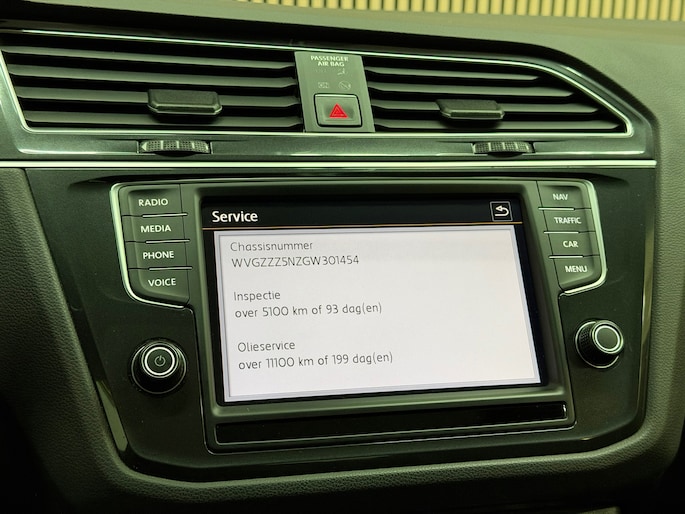 PASSENGER
AIR BAG
RADIO
MEDIA
PHONE
VOICE
NAV
TRAFFIC
CAR
MENU
Service
Chassisnummer
WVGZZZ5NZGW301454
Inspectie
over 5100 km of 93 dag(en)
Olieservice
over 11100 km of 199 dag(en)